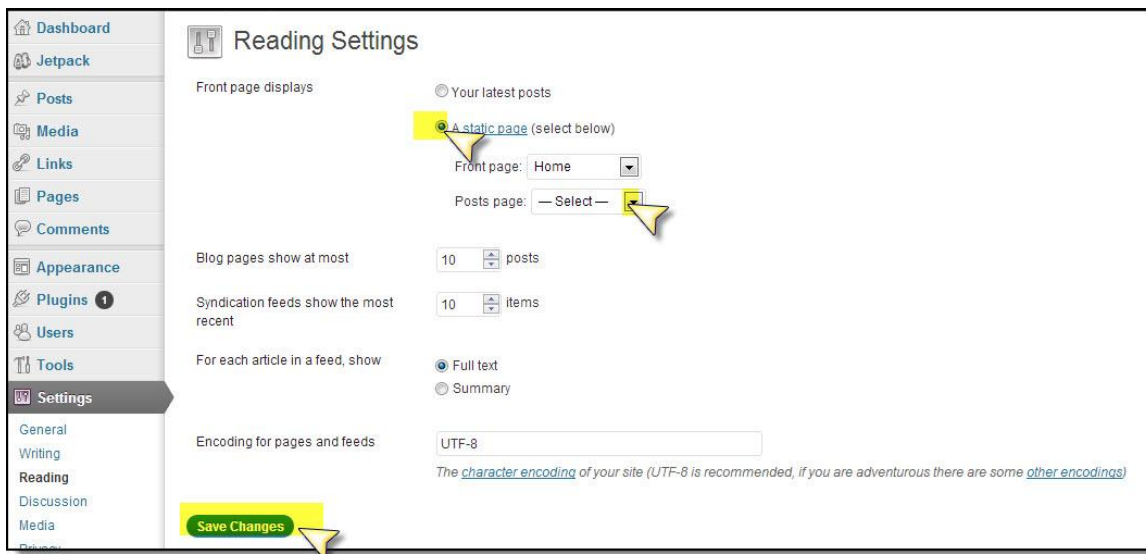 Dashboard
Jetpack
Posts
Media
Links
Pages
Comments
Appearance
Plugins 1
Users
Tools
Settings
General
Writing
Reading
Discussion
Media
Privacy
Reading Settings
Front page displays
Your latest posts
A static page (select below)
Front page: Home
Posts page: — Select —
Blog pages show at most 10 posts
Syndication feeds show the most
recent
10 items
For each article in a feed, show
Full text
Summary
Encoding for pages and feeds
UTF-8
The character encoding of your site (UTF-8 is recommended, if you are adventurous there are some other encodings)
Save Changes